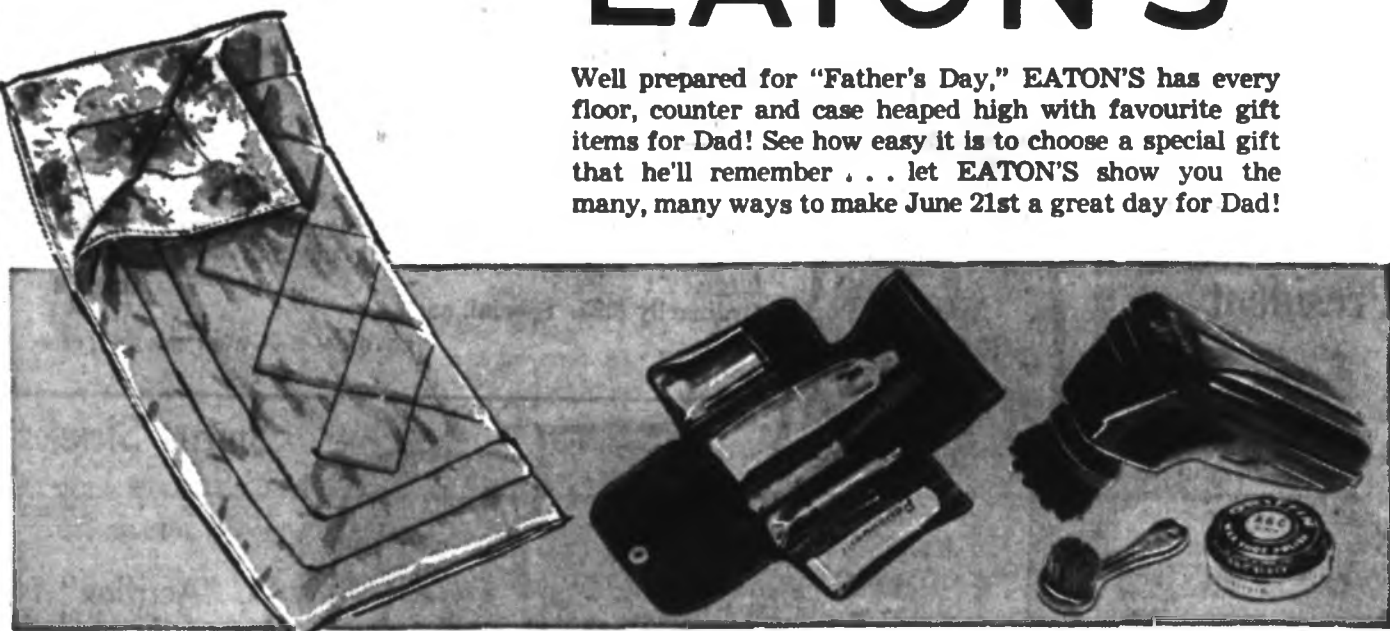 EATON'S
Well prepared for “Father's Day,” EATON'S has every
floor, counter and case heaped high with favourite gift
items for Dad! See how easy it is to choose a special gift
that he'll remember . . . let EATON'S show you the
many, many ways to make June 21st a great day for Dad!
Personnel